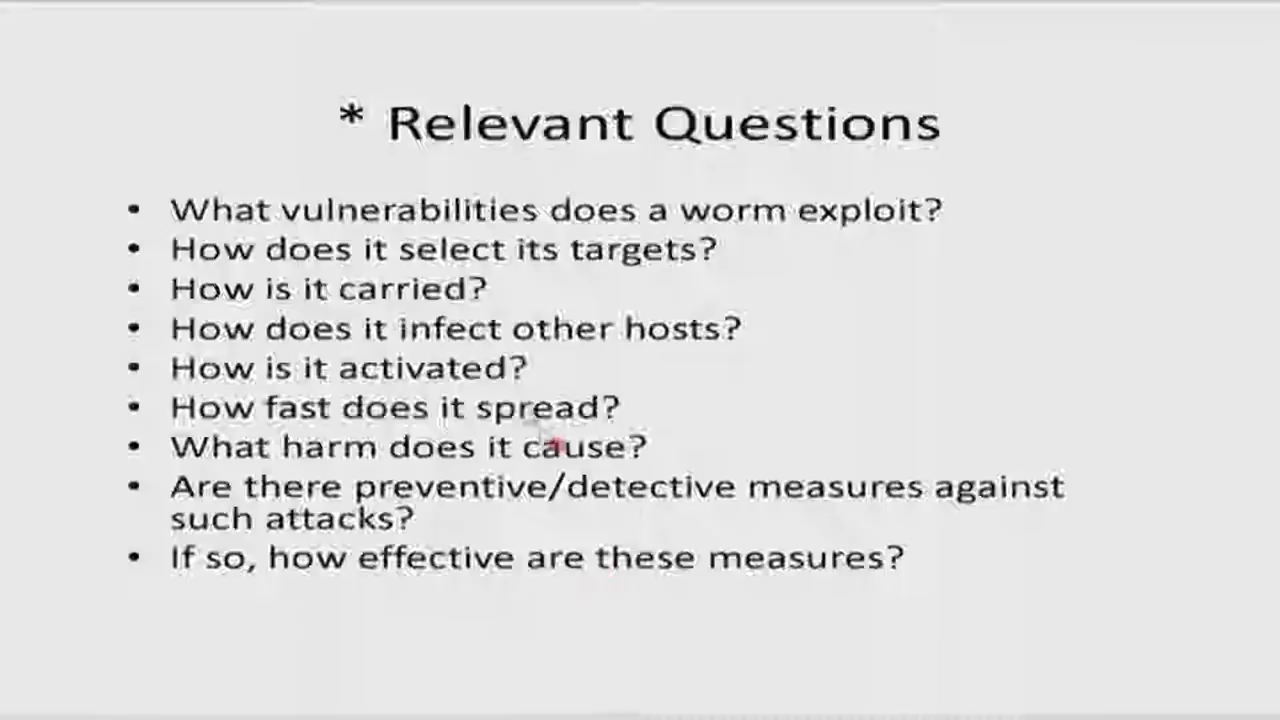 * Relevant Questions
• What vulnerabilities does a worm exploit?
• How does it select its targets?
• How is it carried?
• How does it infect other hosts?
• How is it activated?
• How fast does it spread?
• What harm does it cause?
• Are there preventive/detective measures against
such attacks?
• If so, how effective are these measures?